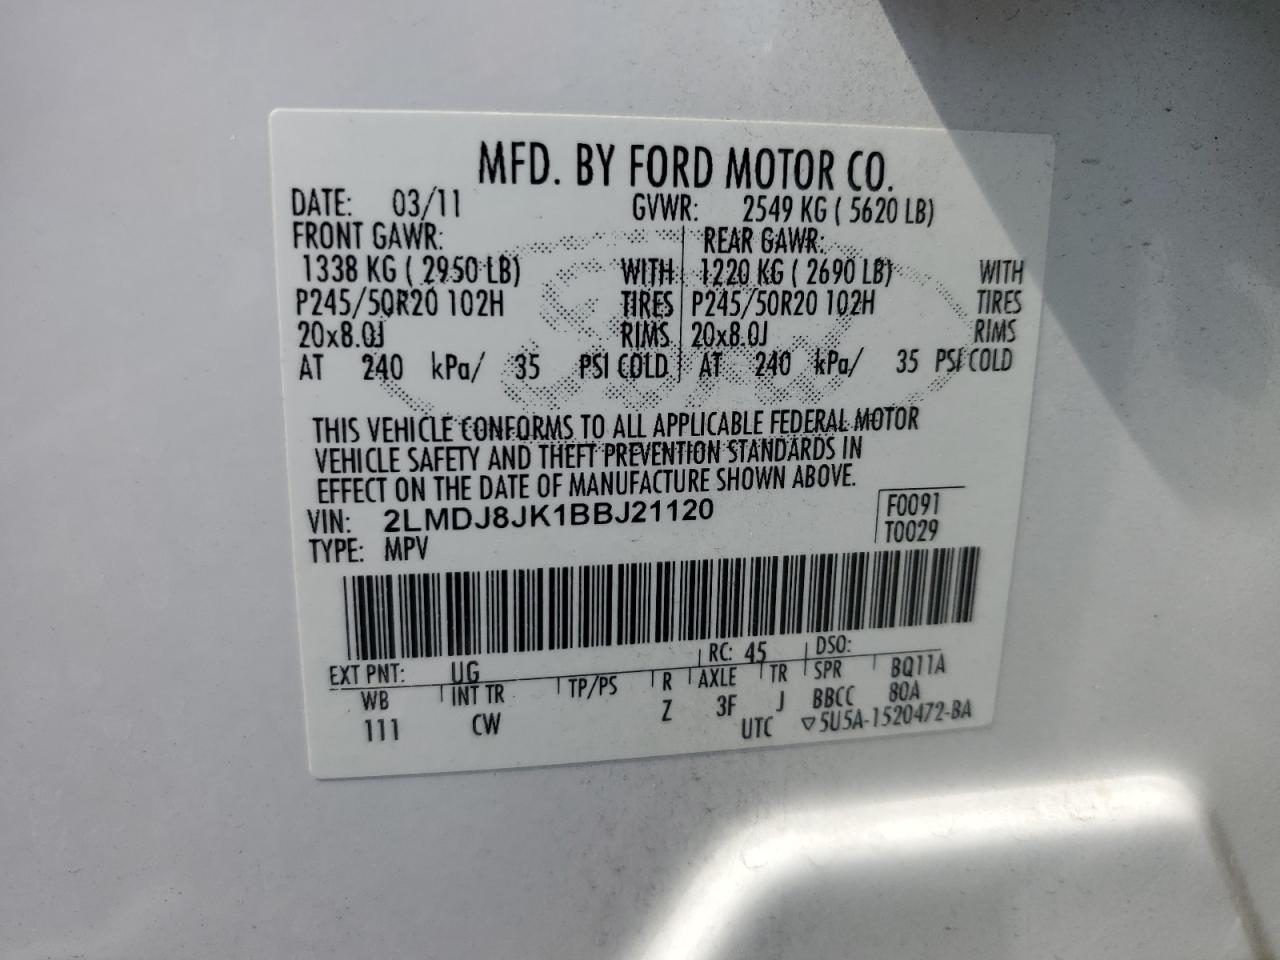 MFD. BY FORD MOTOR CO.
DATE: 03/11 GVWR: 2549 KG ( 5620 LB)
FRONT GAWR: REAR GAWR:
1338 KG ( 2950 LB) WITH 1220 KG ( 2690 LB) WITH
P245/50R20 102H TIRES P245/50R20 102H TIRES
20x8.0J RIMS 20x8.0J RIMS
AT 240 kPa/ 35 PSI COLD AT 240 kPa/ 35 PSI COLD
THIS VEHICLE CONFORMS TO ALL APPLICABLE FEDERAL MOTOR
VEHICLE SAFETY AND THEFT PREVENTION STANDARDS IN
EFFECT ON THE DATE OF MANUFACTURE SHOWN ABOVE.
VIN: 2LMDJ8JK1BBJ21120 F0091
TYPE: MPV T0029
EXT PNT: UG RC: 45 DSO:
WB INT TR TP/PS R AXLE TR SPR BQ11A
111 CW Z 3F J BBCC 80A
UTC ▽5U5A-1520472-BA